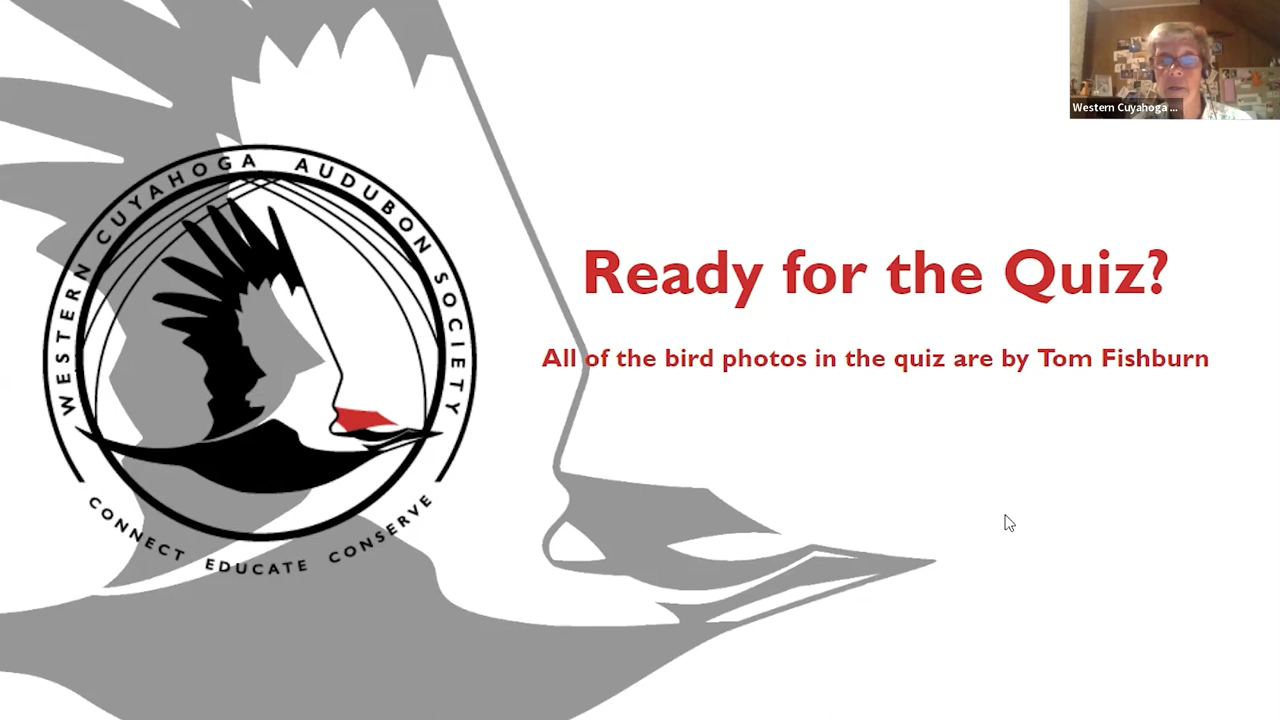 Western Cuyahoga ...
WESTERN CUYAHOGA AUDUBON SOCIETY
CONNECT EDUCATE CONSERVE
Ready for the Quiz?
All of the bird photos in the quiz are by Tom Fishburn